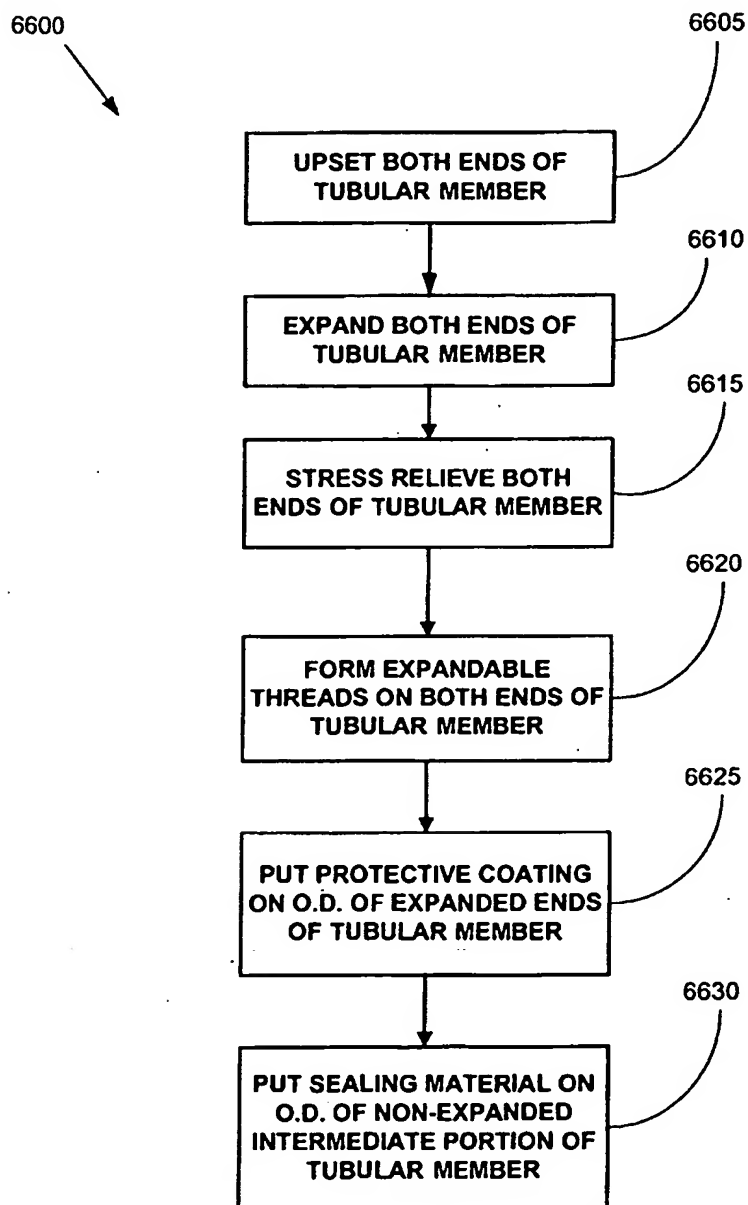 6600
6605
UPSET BOTH ENDS OF
TUBULAR MEMBER
6610
EXPAND BOTH ENDS OF
TUBULAR MEMBER
6615
STRESS RELIEVE BOTH
ENDS OF TUBULAR MEMBER
6620
FORM EXPANDABLE
THREADS ON BOTH ENDS OF
TUBULAR MEMBER
6625
PUT PROTECTIVE COATING
ON O.D. OF EXPANDED ENDS
OF TUBULAR MEMBER
6630
PUT SEALING MATERIAL ON
O.D. OF NON-EXPANDED
INTERMEDIATE PORTION OF
TUBULAR MEMBER